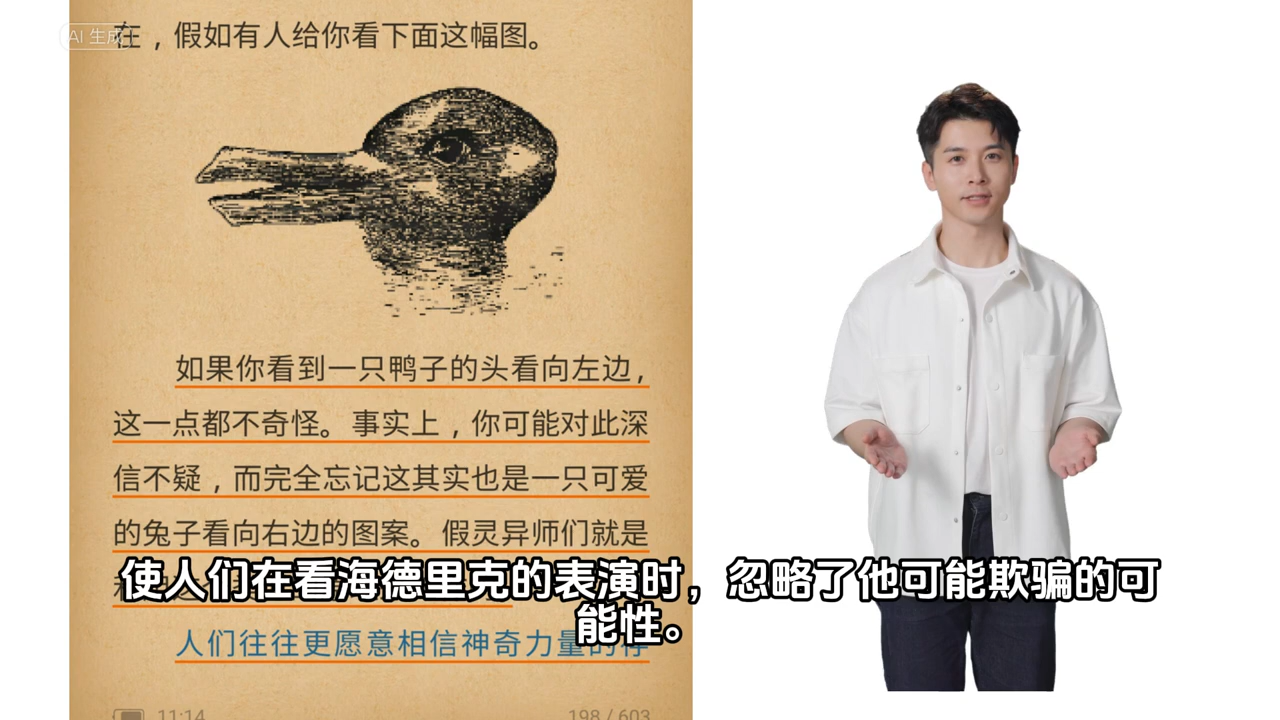 AI 生成
在，假如有人给你看下面这幅图。
如果你看到一只鸭子的头看向左边，
这一点都不奇怪。事实上，你可能对此深
信不疑，而完全忘记这其实也是一只可爱
的兔子看向右边的图案。假灵异师们就是
使人们在看海德里克的表演时，忽略了他可能欺骗的可
能性。
人们往往更愿意相信神奇力量的存
11:14
198 / 603